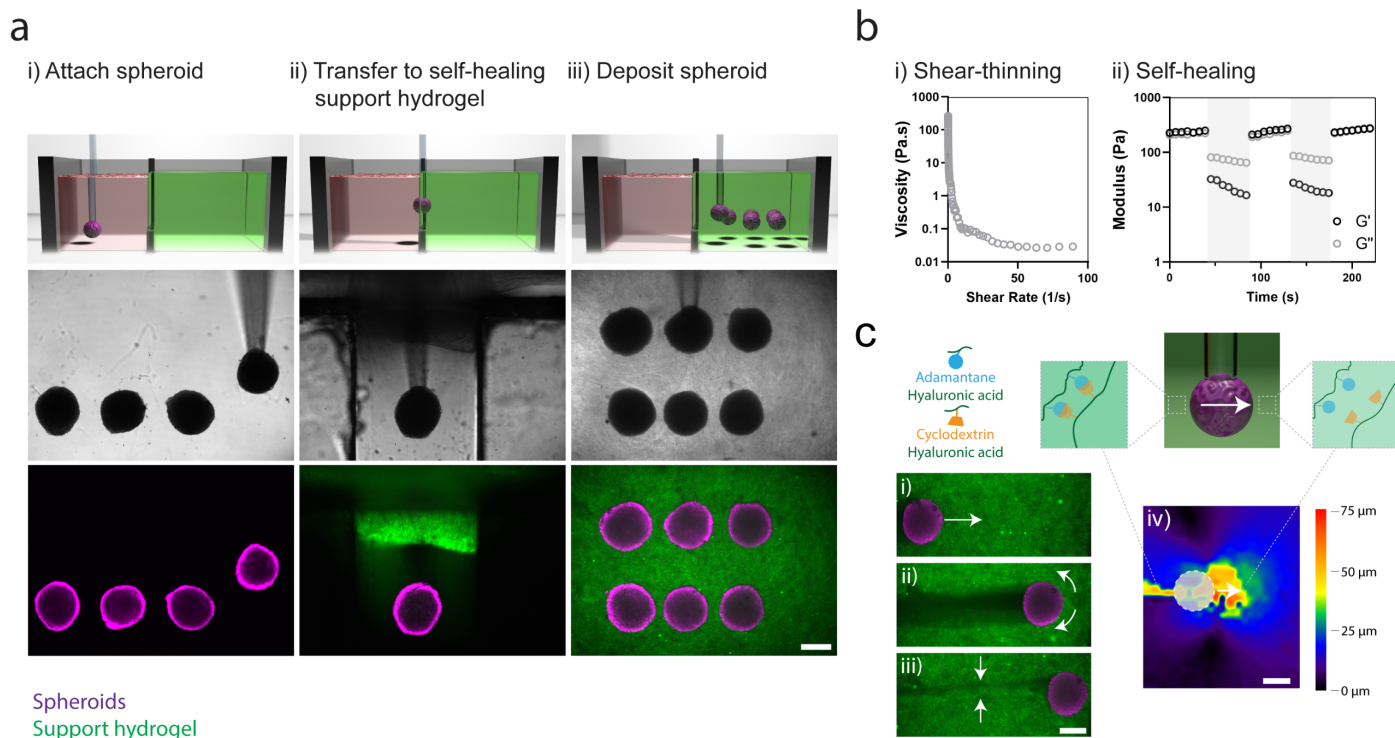 a
i) Attach spheroid
ii) Transfer to self-healing
support hydrogel
iii) Deposit spheroid
Spheroids
Support hydrogel
b
i) Shear-thinning
Viscosity (Pa.s)
1000
100
10
1
0.1
0.01
0
50
100
Shear Rate (1/s)
ii) Self-healing
Modulus (Pa)
1000
100
10
1
0
100
200
Time (s)
G'
G"
c
Adamantane
Hyaluronic acid
Cyclodextrin
Hyaluronic acid
i)
ii)
iii)
iv)
75 µm
50 µm
25 µm
0 µm